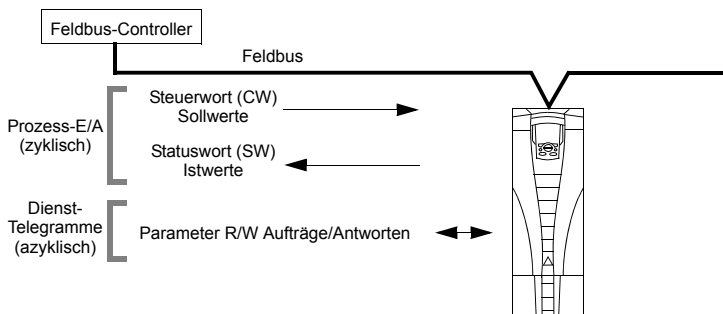 Feldbus-Controller
Feldbus
Steuerwort (CW)
Sollwerte
Prozess-E/A
(zyklisch)
Statuswort (SW)
Istwerte
Dienst-
Telegramme
(azyklisch)
Parameter R/W Aufträge/Antworten